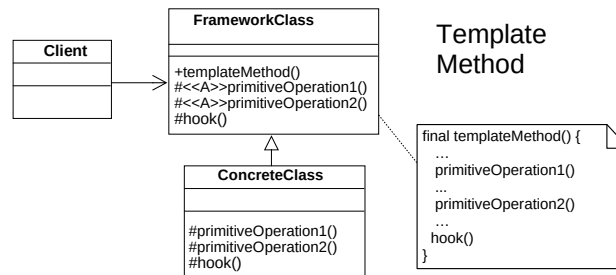 FrameworkClass
Client
+templateMethod()
#<<A>>primitiveOperation1()
#<<A>>primitiveOperation2()
#hook()
Template
Method
ConcreteClass
#primitiveOperation1()
#primitiveOperation2()
#hook()
final templateMethod() {
…
primitiveOperation1()
...
primitiveOperation2()
…
hook()
}